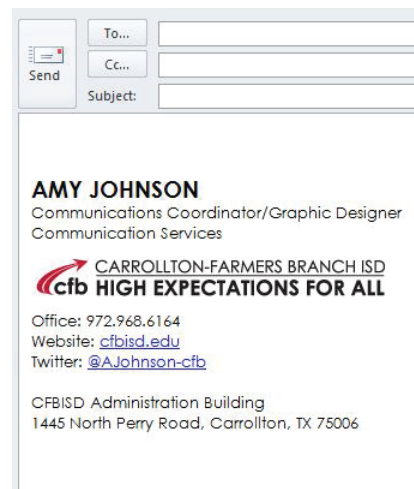 To...
Cc...
Send
Subject:
AMY JOHNSON
Communications Coordinator/Graphic Designer
Communication Services
cfb CARROLLTON-FARMERS BRANCH ISD
HIGH EXPECTATIONS FOR ALL
Office: 972.968.6164
Website: cfbisd.edu
Twitter: @AJohnson-cfb
CFBISD Administration Building
1445 North Perry Road, Carrollton, TX 75006